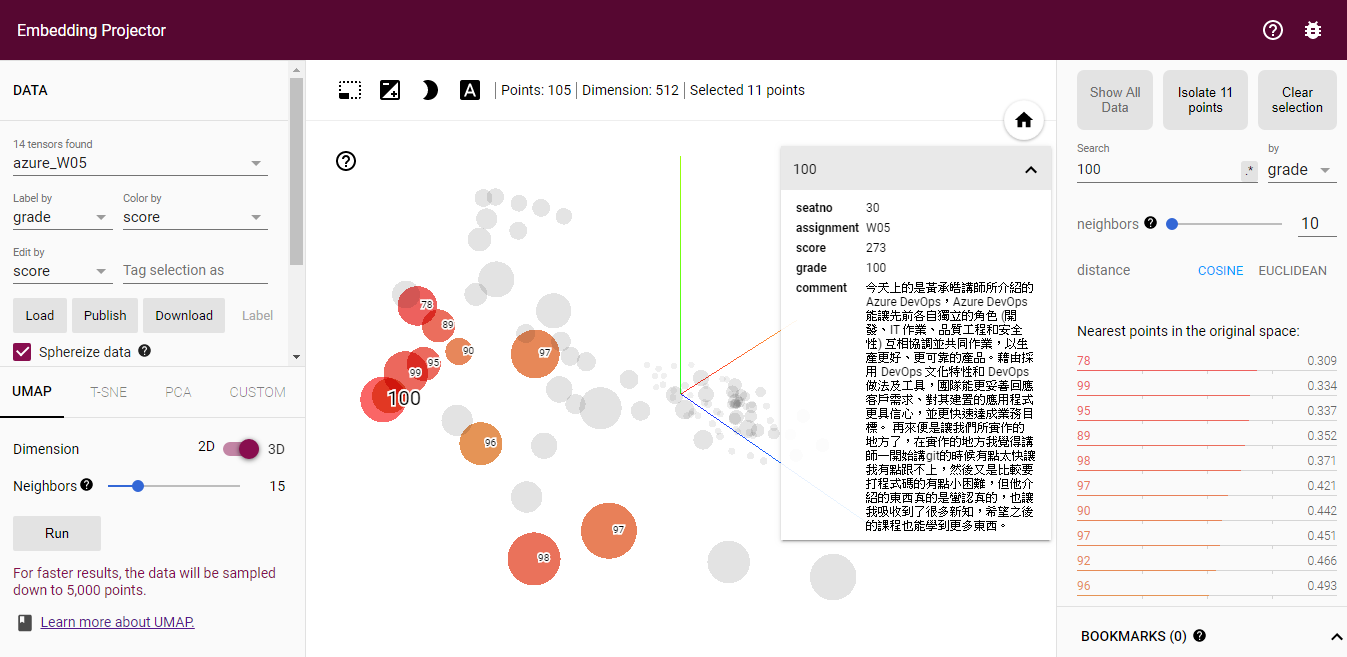 Embedding Projector
DATA
14 tensors found
azure_W05
Label by
Color by
grade
score
Edit by
score
Tag selection as
Load
Publish
Download
Label
Sphereize data
UMAP
T-SNE
PCA
CUSTOM
Dimension
2D
3D
Neighbors
15
Run
For faster results, the data will be sampled
down to 5,000 points.
Learn more about UMAP.
A
Points: 105
Dimension: 512
Selected 11 points
78
89
90
97
95
99
100
96
97
98
100
seatno 30
assignment W05
score 273
grade 100
comment 今天上的是黃承皓講師所介紹的
Azure DevOps，Azure DevOps
能讓先前各自獨立的角色 (開
發、IT 作業、品質工程和安全
性) 互相協調並共同作業，以生
產更好、更可靠的產品。藉由採
用 DevOps 文化特性和 DevOps
做法及工具，團隊能更妥善回應
客戶需求、對其建置的應用程式
更具信心，並更快速達成業務目
標。 再來便是讓我們所實作的
地方了，在實作的地方我覺得講
師一開始講git的時候有點太快讓
我有點跟不上，然後又是比較要
打程式碼的有點小困難，但他介
紹的東西真的是蠻認真的，也讓
我吸收到了很多新知，希望之後
的課程也能學到更多東西。
Show All
Data
Isolate 11
points
Clear
selection
Search
by
100
.*
grade
neighbors
10
distance
COSINE
EUCLIDEAN
Nearest points in the original space:
78 0.309
99 0.334
95 0.337
89 0.352
98 0.371
97 0.421
90 0.442
97 0.451
92 0.466
96 0.493
BOOKMARKS (0)